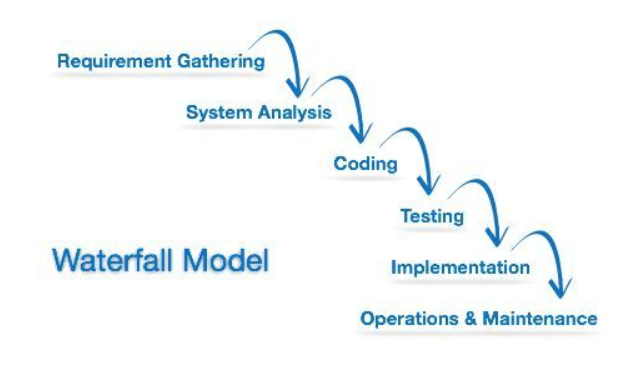 Requirement Gathering
System Analysis
Coding
Testing
Waterfall Model
Implementation
Operations & Maintenance